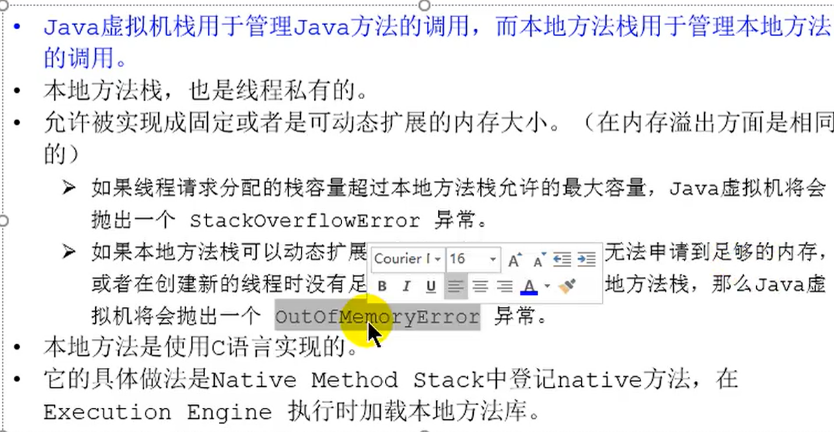 • Java虚拟机栈用于管理Java方法的调用，而本地方法栈用于管理本地方法
的调用。
• 本地方法栈，也是线程私有的。
• 允许被实现成固定或者是可动态扩展的内存大小。（在内存溢出方面是相同
的）
➢ 如果线程请求分配的栈容量超过本地方法栈允许的最大容量，Java虚拟机将会
抛出一个 StackOverflowError 异常。
➢ 如果本地方法栈可以动态扩展 无法申请到足够的内存，
Courier 16
或者在创建新的线程时没有足 地方法栈，那么Java虚
B I U A
拟机将会抛出一个 OutOfMemoryError 异常。
• 本地方法是使用C语言实现的。
• 它的具体做法是Native Method Stack中登记native方法，在
Execution Engine 执行时加载本地方法库。